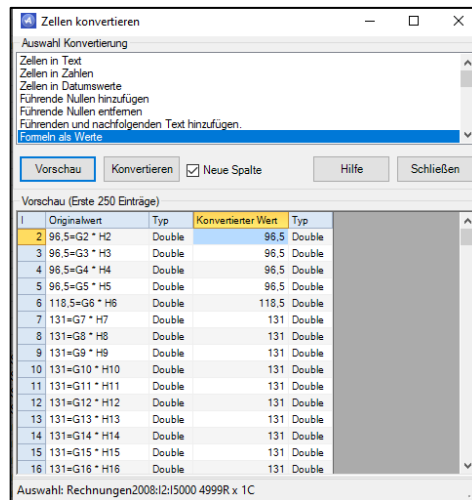 Zellen konvertieren
Auswahl Konvertierung
Zellen in Text
Zellen in Zahlen
Zellen in Datumswerte
Führende Nullen hinzufügen
Führende Nullen entfernen
Führenden und nachfolgenden Text hinzufügen.
Formeln als Werte
Vorschau Konvertieren Neue Spalte Hilfe Schließen
Vorschau (Erste 250 Einträge)
I Originalwert Typ Konvertierter Wert Typ
2 96,5=G2 * H2 Double 96,5 Double
3 96,5=G3 * H3 Double 96,5 Double
4 96,5=G4 * H4 Double 96,5 Double
5 96,5=G5 * H5 Double 96,5 Double
6 118,5=G6 * H6 Double 118,5 Double
7 131=G7 * H7 Double 131 Double
8 131=G8 * H8 Double 131 Double
9 131=G9 * H9 Double 131 Double
10 131=G10 * H10 Double 131 Double
11 131=G11 * H11 Double 131 Double
12 131=G12 * H12 Double 131 Double
13 131=G13 * H13 Double 131 Double
14 131=G14 * H14 Double 131 Double
15 131=G15 * H15 Double 131 Double
16 131=G16 * H16 Double 131 Double
Auswahl: Rechnungen2008:I2:I5000 4999R x 1C